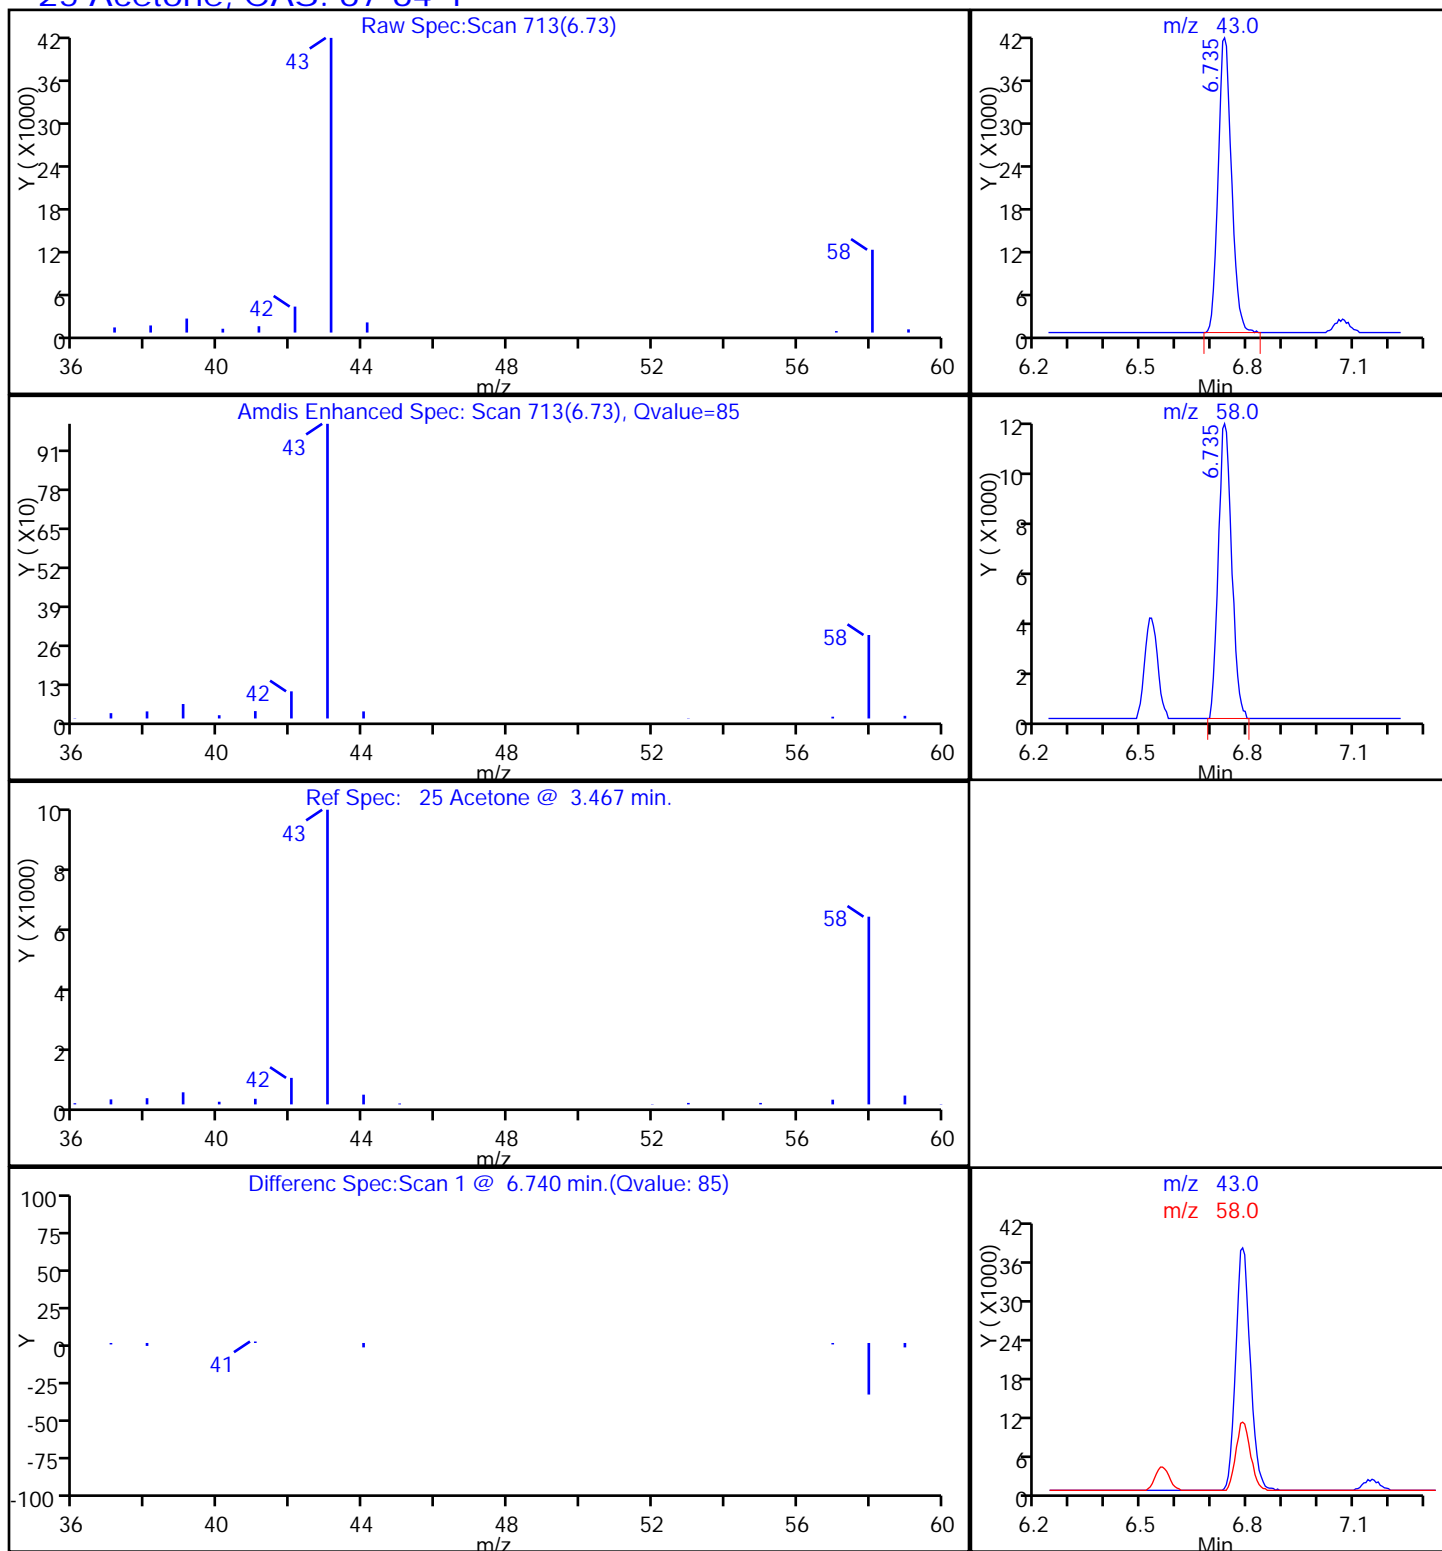 25 Acetone, CAS: 67-64-1
Raw Spec:Scan 713(6.73)
42
36
30
24
18
12
6
0
Y ( X1000)
43
42
58
36 40 44 48 52 56 60
m/z
m/z 43.0
42
36
30
24
18
12
6
0
Y ( X1000)
6.735
6.2 6.5 6.8 7.1
Min
Amdis Enhanced Spec: Scan 713(6.73), Qvalue=85
91
78
65
52
39
26
13
0
Y ( X10)
43
42
58
36 40 44 48 52 56 60
m/z
m/z 58.0
12
10
8
6
4
2
0
Y ( X1000)
6.735
6.2 6.5 6.8 7.1
Min
Ref Spec: 25 Acetone @ 3.467 min.
10
8
6
4
2
0
Y ( X1000)
43
42
58
36 40 44 48 52 56 60
m/z
Differenc Spec:Scan 1 @ 6.740 min.(Qvalue: 85)
100
75
50
25
0
-25
-50
-75
-100
Y
41
36 40 44 48 52 56 60
m/z
m/z 43.0
m/z 58.0
42
36
30
24
18
12
6
0
Y ( X1000)
6.2 6.5 6.8 7.1
Min